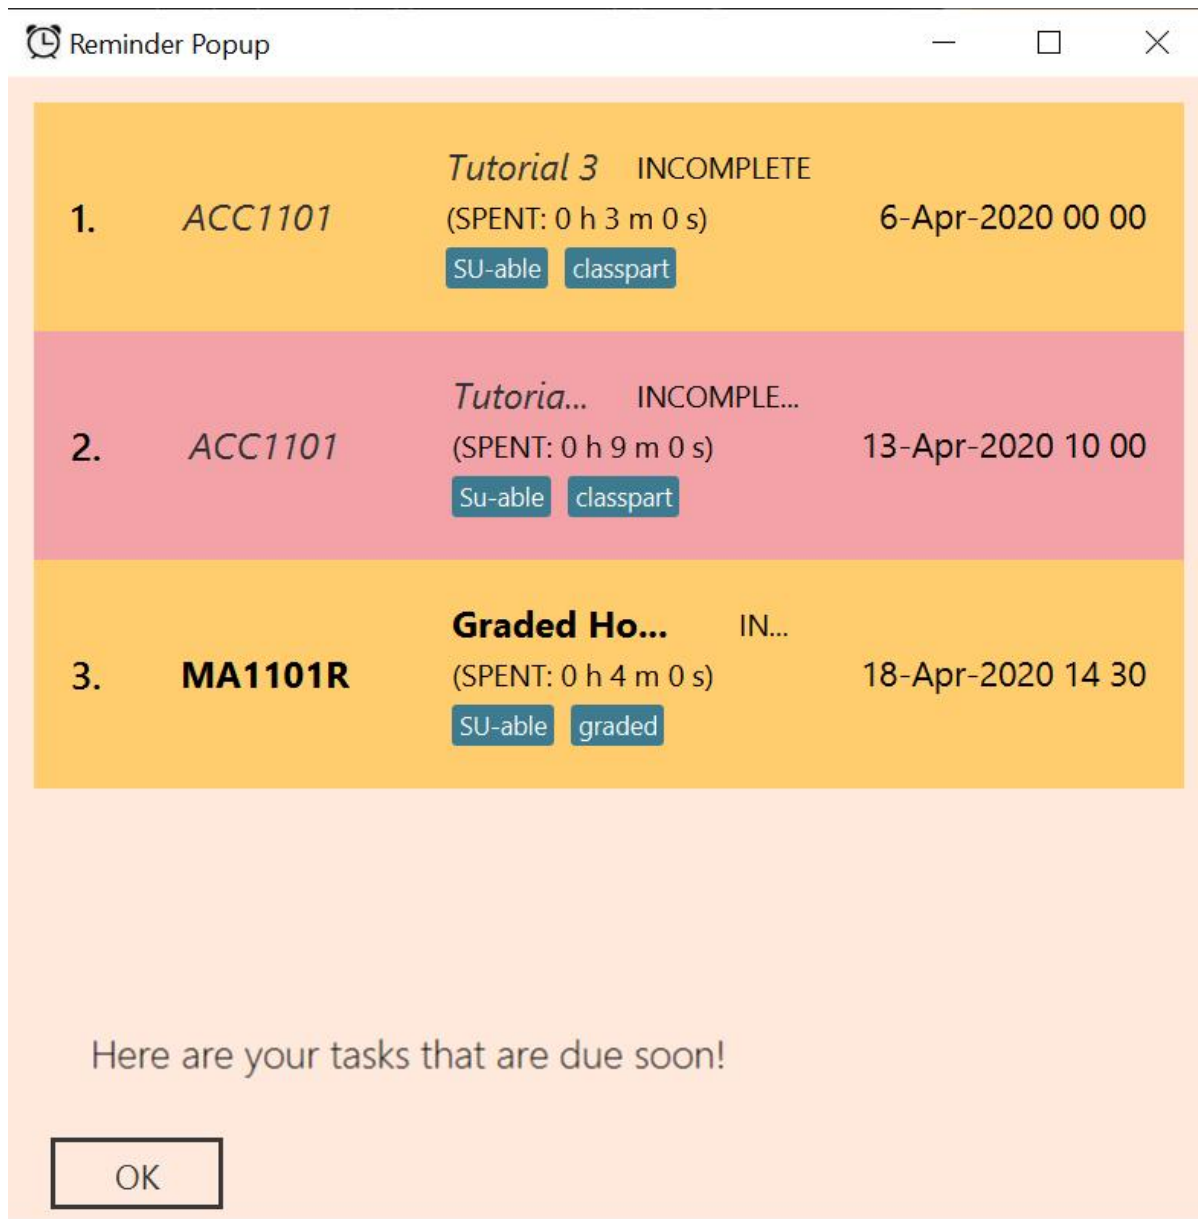 Reminder Popup
1. ACC1101 Tutorial 3 INCOMPLETE
(SPENT: 0 h 3 m 0 s) 6-Apr-2020 00 00
SU-able classpart
2. ACC1101 Tutoria... INCOMPLE...
(SPENT: 0 h 9 m 0 s) 13-Apr-2020 10 00
Su-able classpart
3. MA1101R Graded Ho... IN...
(SPENT: 0 h 4 m 0 s) 18-Apr-2020 14 30
SU-able graded
Here are your tasks that are due soon!
OK